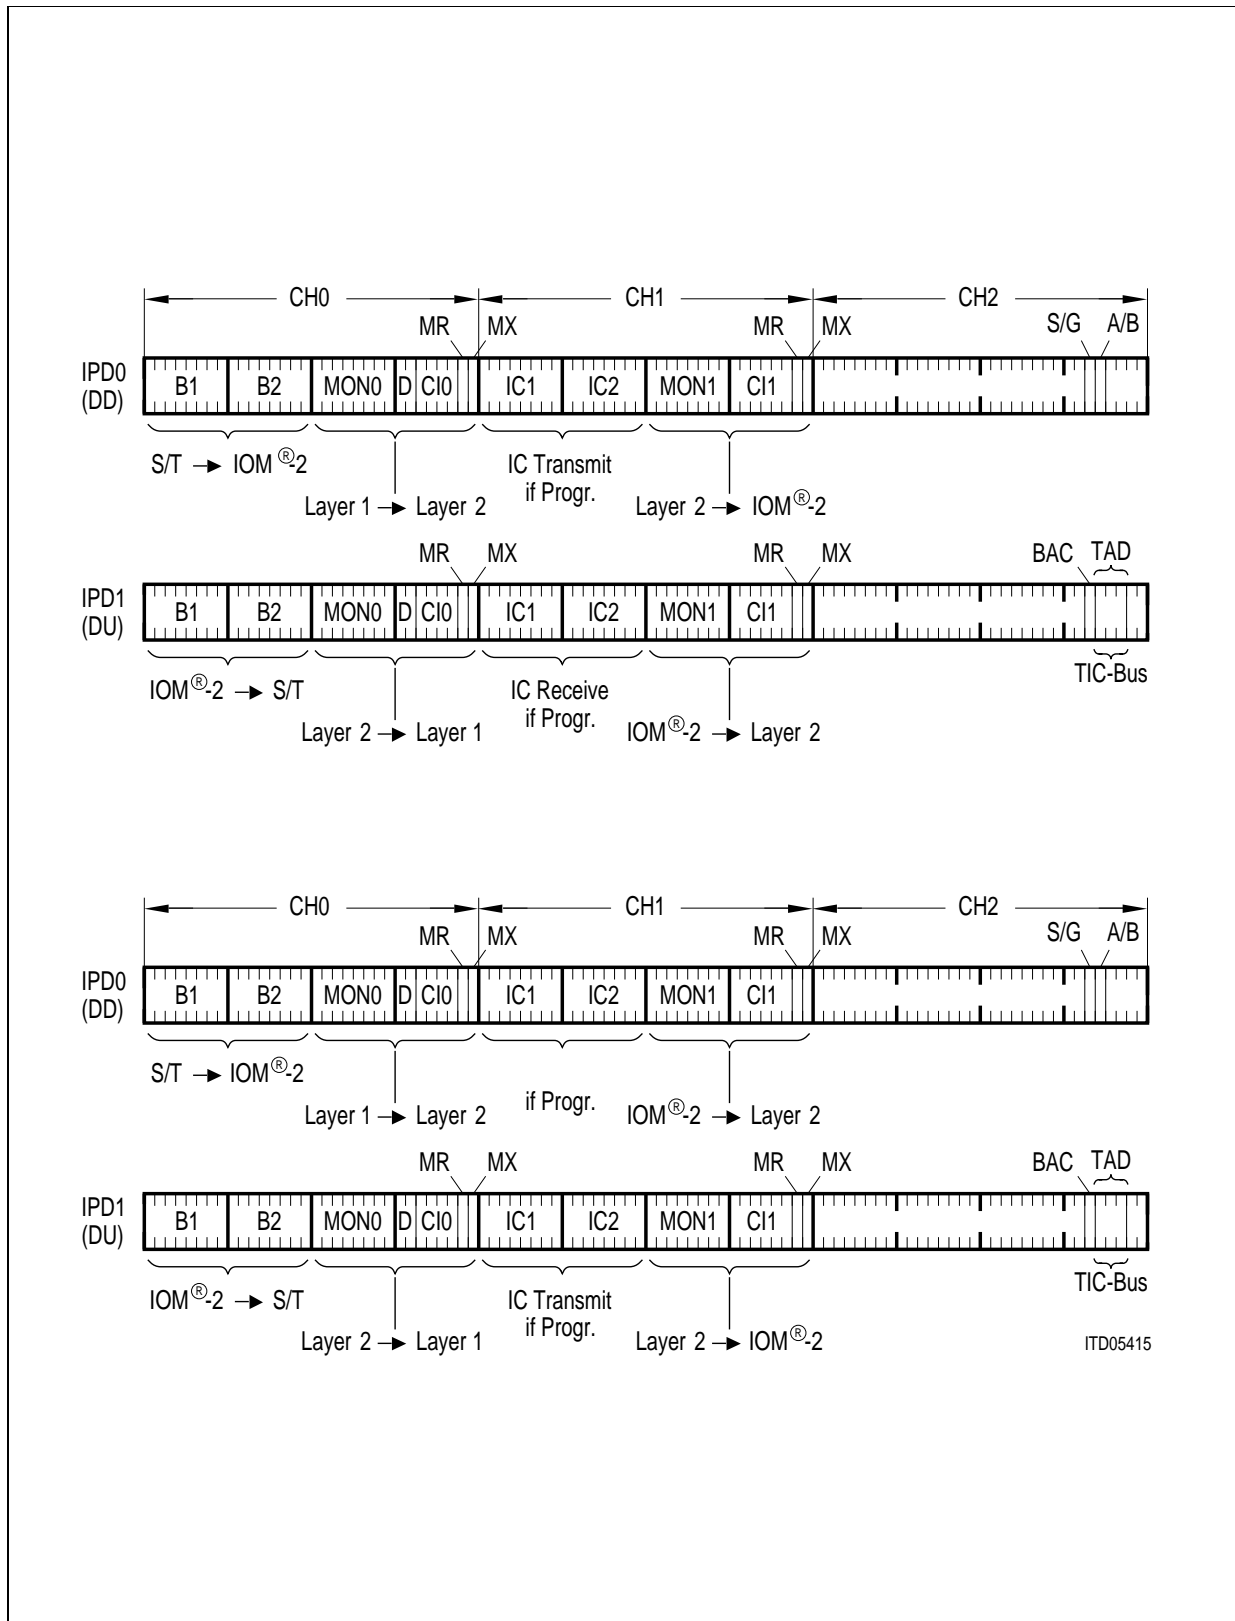 CH0 CH1 CH2
MR MX MR MX S/G A/B
IPD0
(DD)
B1 B2 MON0 D CI0 IC1 IC2 MON1 CI1
S/T → IOM®-2
IC Transmit
if Progr.
Layer 1 → Layer 2
Layer 2 → IOM®-2
MR MX MR MX BAC TAD
IPD1
(DU)
B1 B2 MON0 D CI0 IC1 IC2 MON1 CI1
TIC-Bus
IOM®-2 → S/T
IC Receive
if Progr.
Layer 2 → Layer 1
IOM®-2 → Layer 2
CH0 CH1 CH2
MR MX MR MX S/G A/B
IPD0
(DD)
B1 B2 MON0 D CI0 IC1 IC2 MON1 CI1
S/T → IOM®-2
if Progr.
Layer 1 → Layer 2
IOM®-2 → Layer 2
MR MX MR MX BAC TAD
IPD1
(DU)
B1 B2 MON0 D CI0 IC1 IC2 MON1 CI1
TIC-Bus
IOM®-2 → S/T
IC Transmit
if Progr.
Layer 2 → Layer 1
Layer 2 → IOM®-2
ITD05415